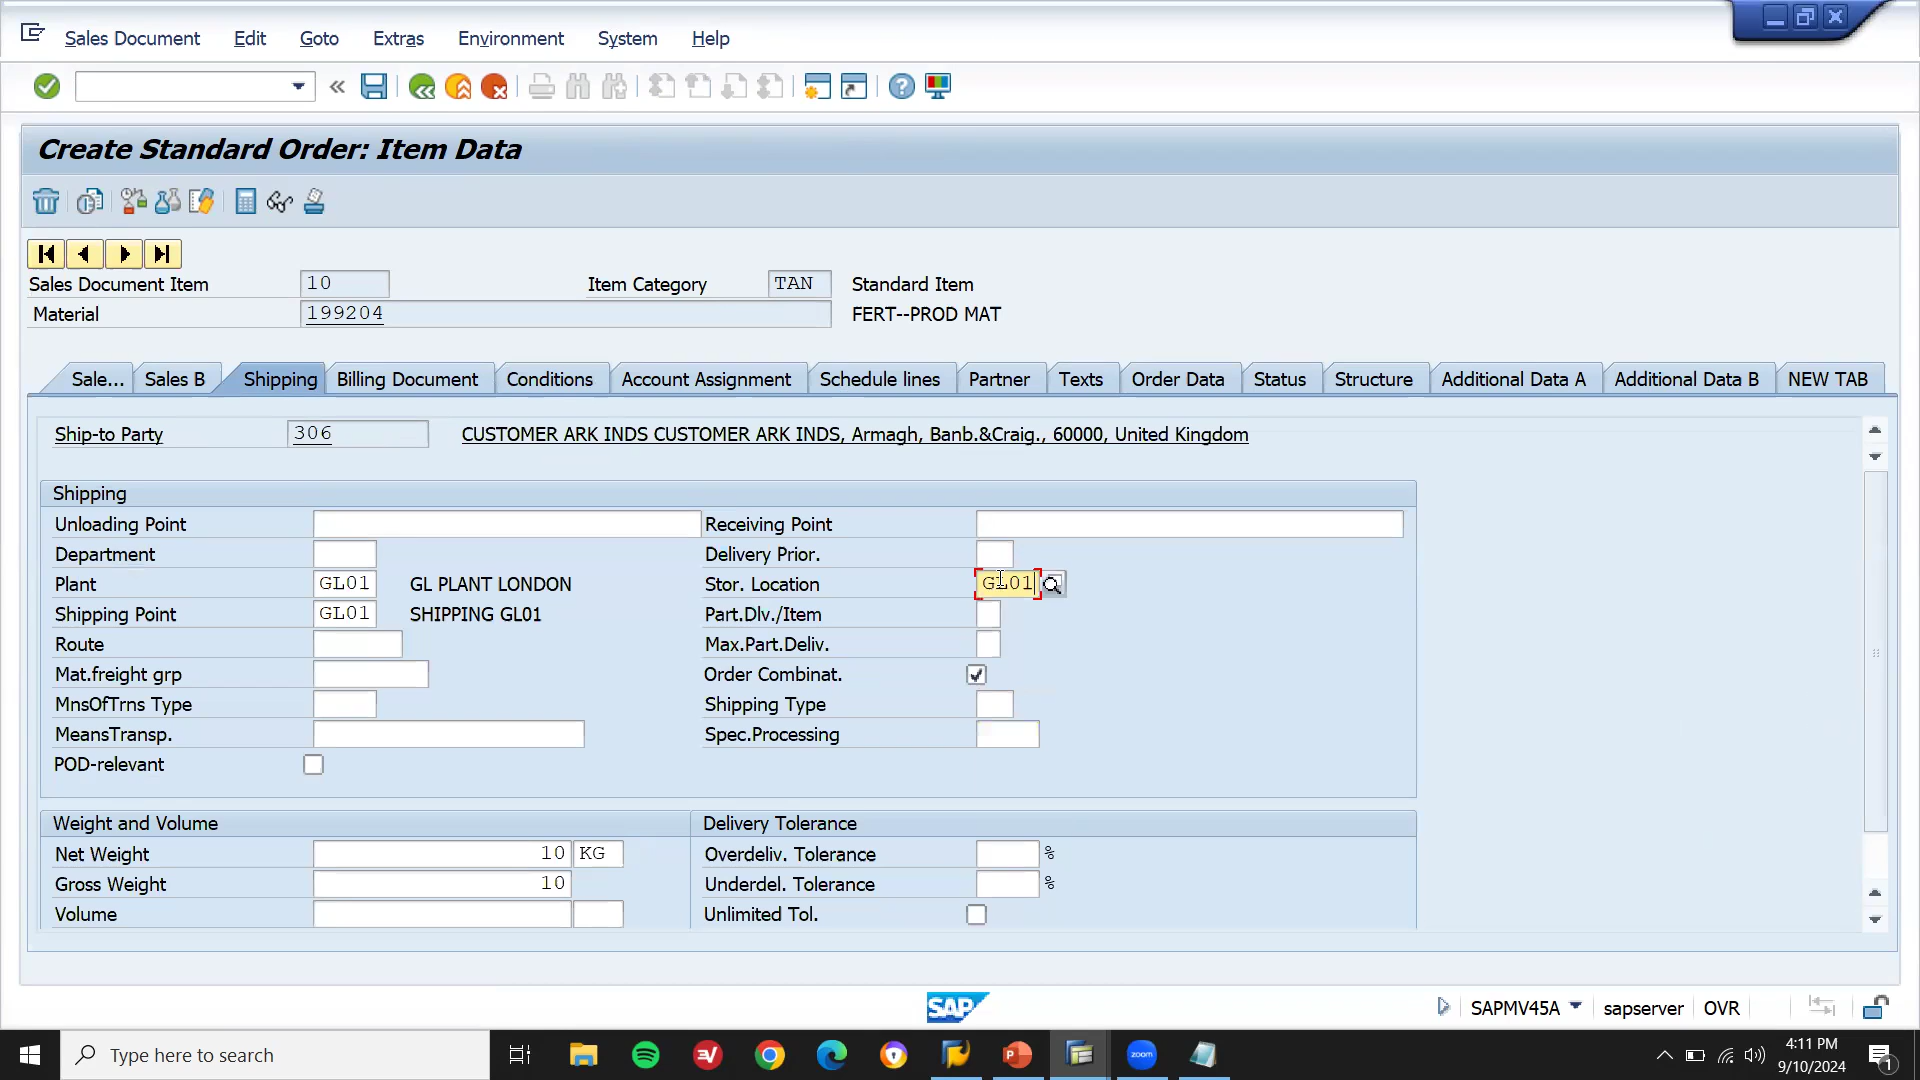 Sales Document Edit Goto Extras Environment System Help
Create Standard Order: Item Data
Sales Document Item 10 Item Category TAN Standard Item
Material 199204 FERT--PROD MAT
Sale... Sales B Shipping Billing Document Conditions Account Assignment Schedule lines Partner Texts Order Data Status Structure Additional Data A Additional Data B NEW TAB
Ship-to Party 306 CUSTOMER ARK INDS CUSTOMER ARK INDS, Armagh, Banb.&Craig., 60000, United Kingdom
Shipping
Unloading Point Receiving Point
Department Delivery Prior.
Plant GL01 GL PLANT LONDON Stor. Location GL01
Shipping Point GL01 SHIPPING GL01 Part.Dlv./Item
Route Max.Part.Deliv.
Mat.freight grp Order Combinat.
MnsOfTrns Type Shipping Type
MeansTransp. Spec.Processing
POD-relevant
Weight and Volume Delivery Tolerance
Net Weight 10 KG Overdeliv. Tolerance %
Gross Weight 10 Underdel. Tolerance %
Volume Unlimited Tol.
SAP SAPMV45A sapserver OVR
Type here to search zoom 4:11 PM
9/10/2024 1